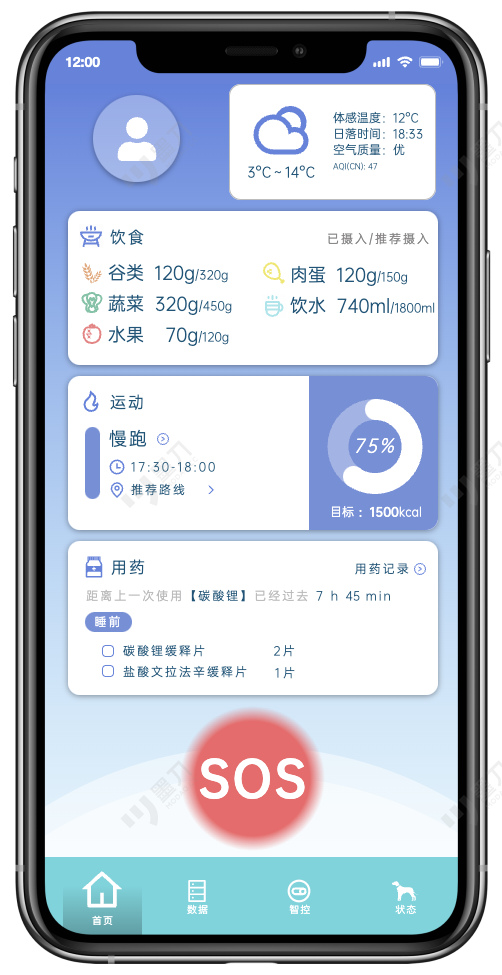 12:00
体感温度：12°C
日落时间：18:33
空气质量：优
AQI(CN): 47
3°C ~ 14°C
饮食
已摄入/推荐摄入
谷类 120g/320g
肉蛋 120g/150g
蔬菜 320g/450g
饮水 740ml/1800ml
水果 70g/120g
运动
慢跑
17:30-18:00
推荐路线
75%
目标：1500kcal
用药
用药记录
距离上一次使用【碳酸锂】已经过去 7 h 45 min
睡前
碳酸锂缓释片 2片
盐酸文拉法辛缓释片 1片
SOS
首页
数据
智控
状态
墨刀